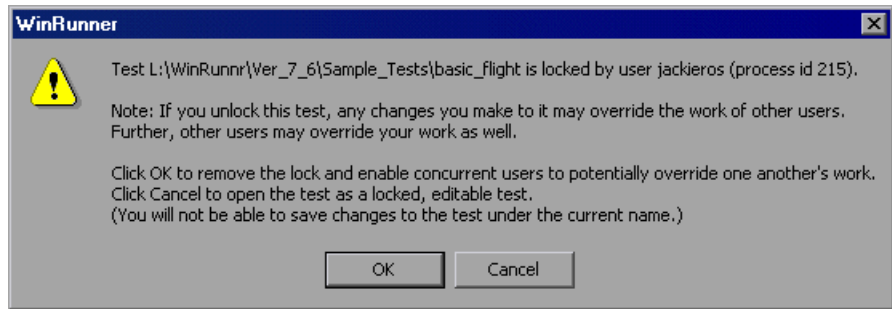 WinRunner
Test L:\WinRunnr\Ver_7_6\Sample_Tests\basic_flight is locked by user jackieros (process id 215).
Note: If you unlock this test, any changes you make to it may override the work of other users.
Further, other users may override your work as well.
Click OK to remove the lock and enable concurrent users to potentially override one another's work.
Click Cancel to open the test as a locked, editable test.
(You will not be able to save changes to the test under the current name.)
OK
Cancel